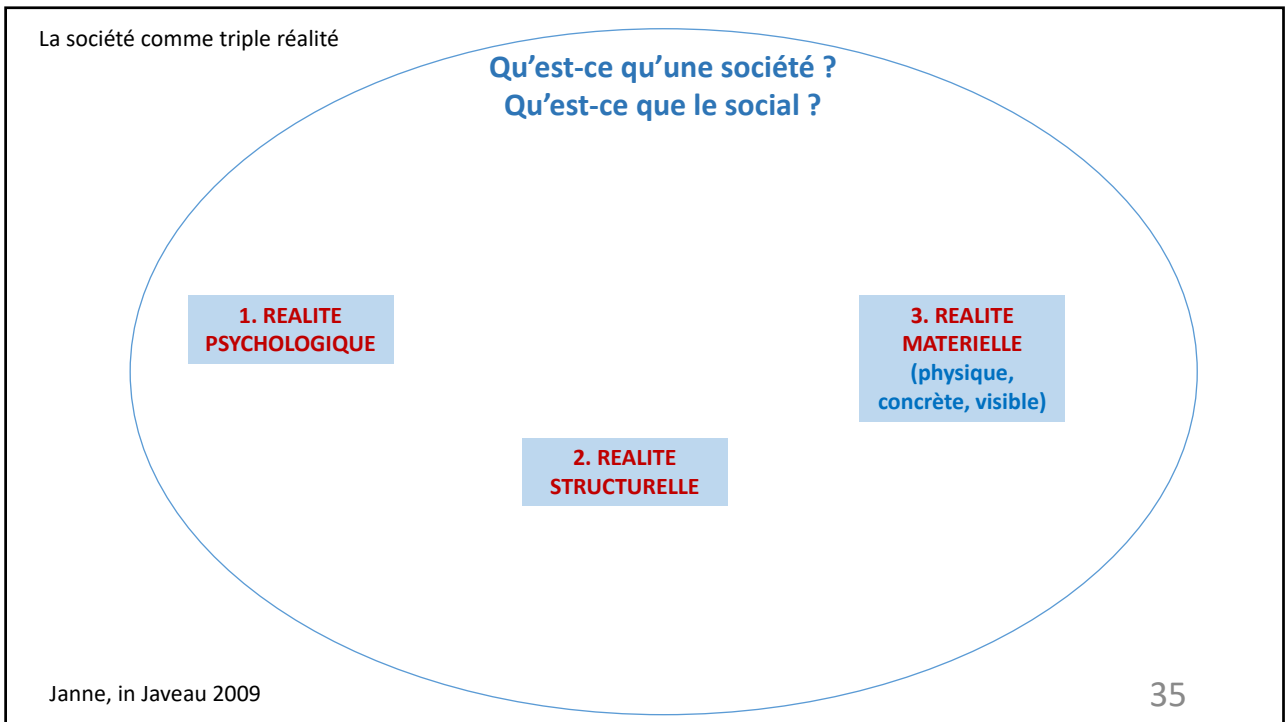 La société comme triple réalité
Qu’est-ce qu’une société ?
Qu’est-ce que le social ?
1. REALITE
PSYCHOLOGIQUE
2. REALITE
STRUCTURELLE
3. REALITE
MATERIELLE
(physique,
concrète, visible)
Janne, in Javeau 2009
35